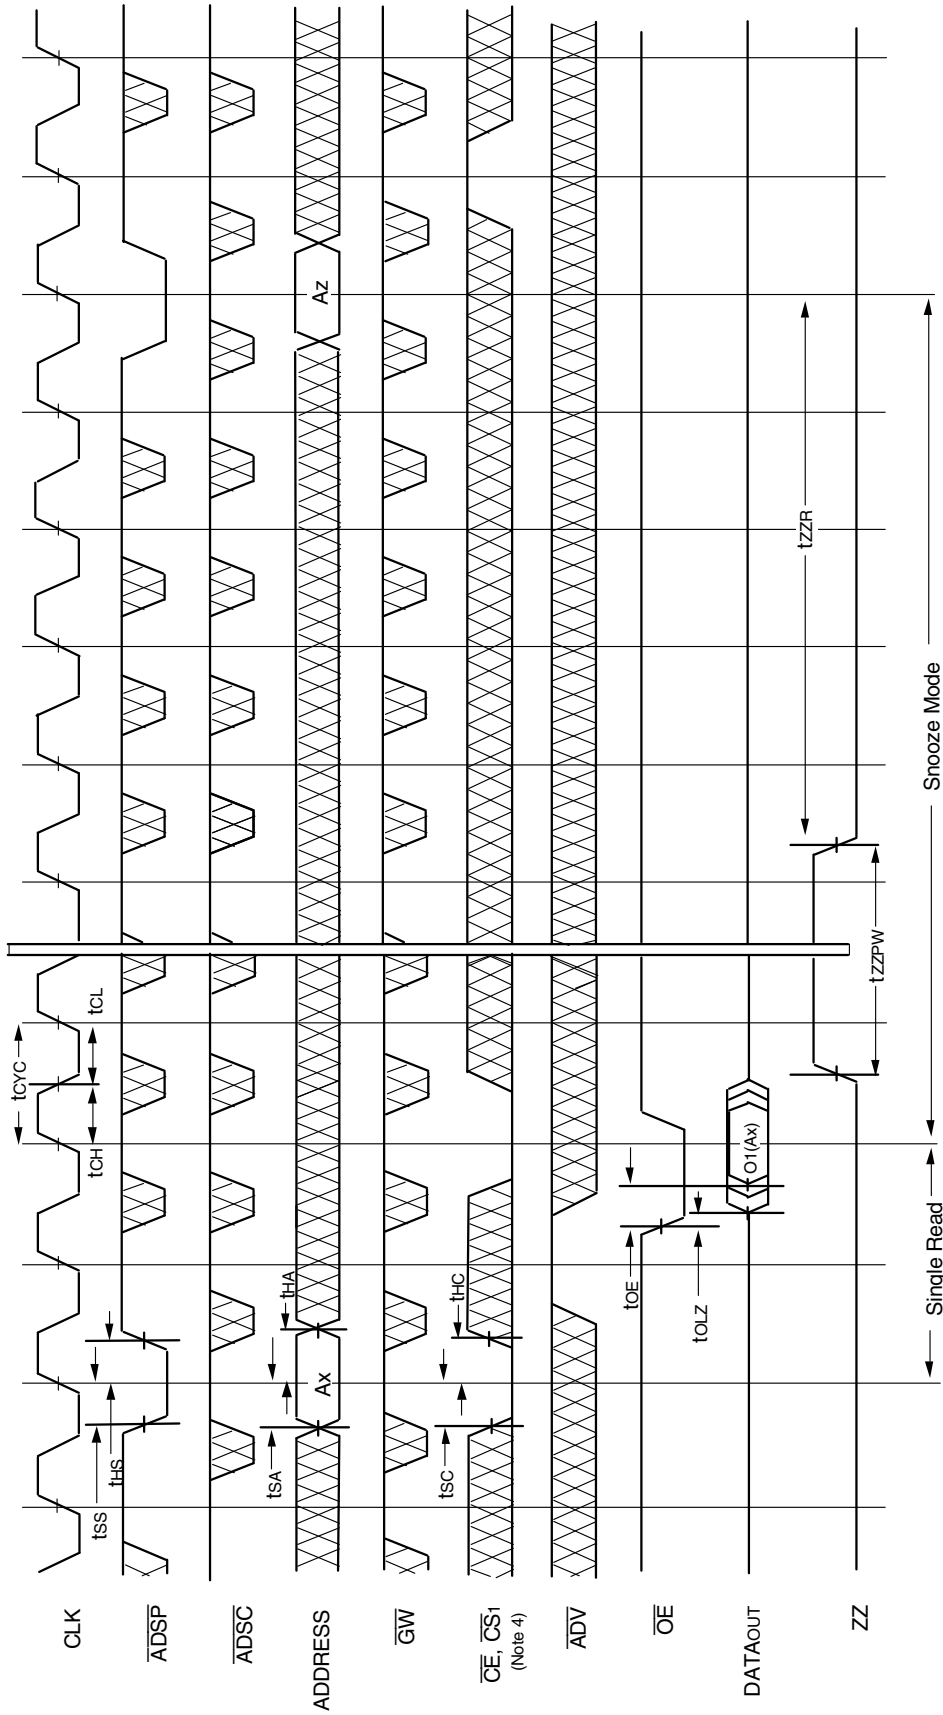 CLK
ADSP
ADSC
ADDRESS
GW
CE, CS1
(Note 4)
ADV
OE
DATAOUT
ZZ
tSS
tHS
tCYC
tCH
tCL
tSA
tHA
Ax
Az
tSC
tHC
tOE
tOLZ
O1(Ax)
tZZPW
tZZR
Single Read
Snooze Mode